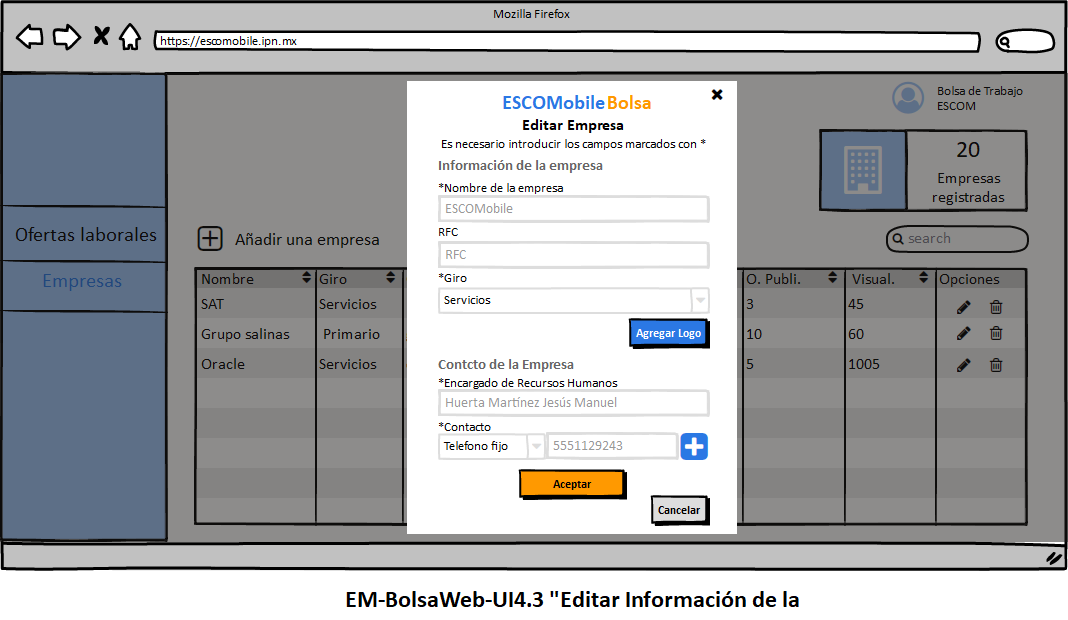 Mozilla Firefox
https://escomobile.ipn.mx
Bolsa de Trabajo
ESCOM
20
Empresas
registradas
Ofertas laborales
Empresas
Añadir una empresa
search
Nombre Giro O. Publi. Visual. Opciones
SAT Servicios 3 45
Grupo salinas Primario 10 60
Oracle Servicios 5 1005
ESCOMobile Bolsa
Editar Empresa
Es necesario introducir los campos marcados con *
Información de la empresa
*Nombre de la empresa
ESCOMobile
RFC
RFC
*Giro
Servicios
Agregar Logo
Contcto de la Empresa
*Encargado de Recursos Humanos
Huerta Martínez Jesús Manuel
*Contacto
Telefono fijo 5551129243
Aceptar
Cancelar
EM-BolsaWeb-UI4.3 "Editar Información de la